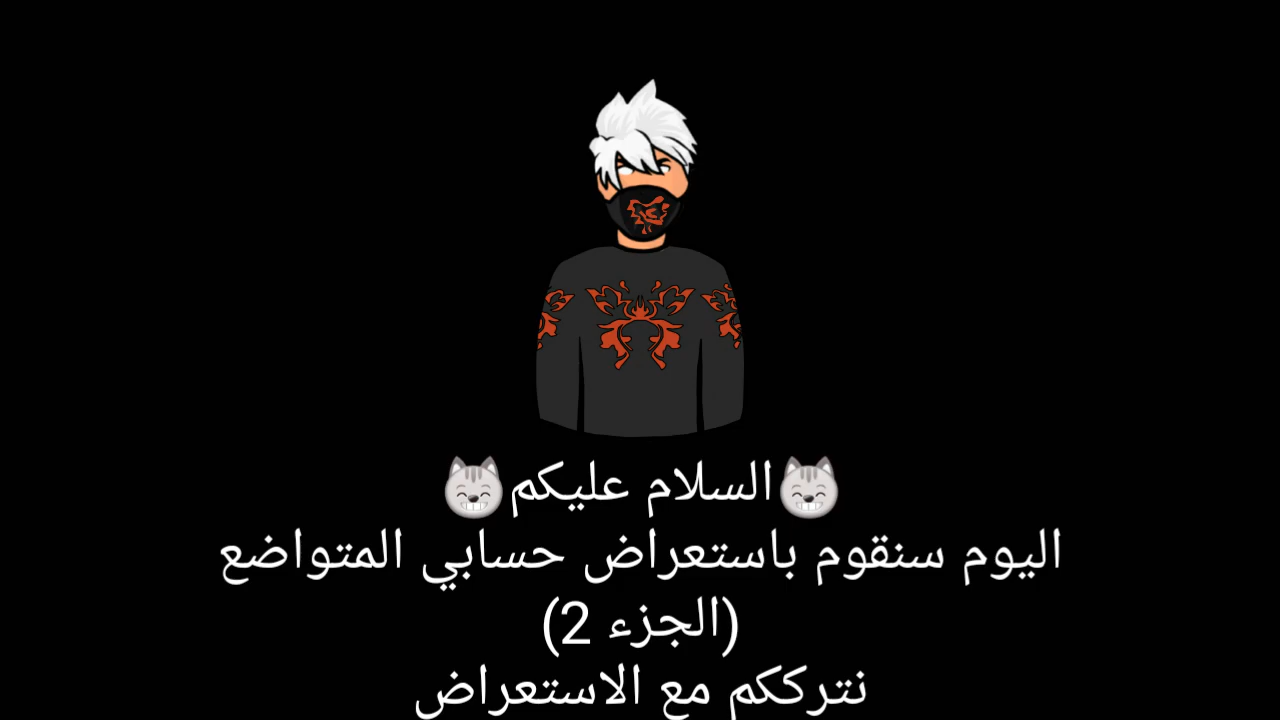 😸السلام عليكم😸
اليوم سنقوم باستعراض حسابي المتواضع
(الجزء 2)
نترككم مع الاستعراض